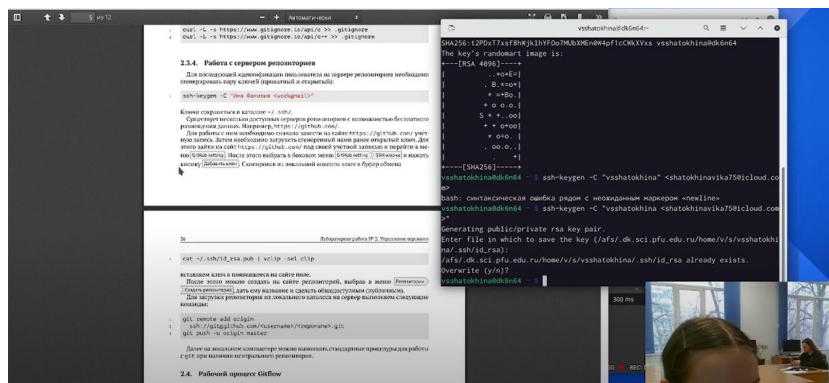 5 из 12
Автоматически
curl -L -s https://www.gitignore.io/api/c >> .gitignore
curl -L -s https://www.gitignore.io/api/c++ >> .gitignore
2.3.4. Работа с сервером репозиториев
Для последующей идентификации пользователя на сервере репозиториев необходимо
сгенерировать пару ключей (приватный и открытый):
ssh-keygen -C "Имя Фамилия <work@mail>"
Ключи сохранятся в каталоге ~/.ssh/.
Существует несколько доступных серверов репозиториев с возможностью бесплатного
размещения данных. Например, https://github.com/.
Для работы с ним необходимо сначала завести на сайте https://github.com/ учёт-
ную запись. Затем необходимо загрузить сгенерённый нами ранее открытый ключ. Для
этого зайти на сайт https://github.com/ под своей учётной записью и перейти в ме-
ню GitHub setting. После этого выбрать в боковом меню GitHub setting SSH-ключи и нажать
кнопку Добавить ключ. Скопировав из локальной консоли ключ в буфер обмена
36 Лабораторная работа № 2. Управление версиями
cat ~/.ssh/id_rsa.pub | xclip -sel clip
вставляем ключ в появившееся на сайте поле.
После этого можно создать на сайте репозиторий, выбрав в меню Репозитории
Создать репозиторий, дать ему название и сделать общедоступным (публичным).
Для загрузки репозитория из локального каталога на сервер выполняем следующие
команды:
git remote add origin
ssh://git@github.com/<username>/<reponame>.git
git push -u origin master
Далее на локальном компьютере можно выполнять стандартные процедуры для работы
с git при наличии центрального репозитория.
2.4. Рабочий процесс Gitflow
vsshatokhina@dk6n64:~
SHA256:t2PDxT7xsf8hWjklhYFOo7MUbXMEn0W4pf1cCWkXVxs vsshatokhina@dk6n64
The key's randomart image is:
+---[RSA 4096]----+
| ..+o*E=|
| . B.*=o+|
| * =+Bo.|
| + o o.o.|
| S + +..oo|
| + + o+oo|
| * o+o. |
| . oo.o..|
| . +|
+----[SHA256]-----+
vsshatokhina@dk6n64 ~ $ ssh-keygen -C "vsshatokhina" <shatokhinavika75@icloud.co
m>
bash: синтаксическая ошибка рядом с неожиданным маркером «newline»
vsshatokhina@dk6n64 ~ $ ssh-keygen -C "vsshatokhina <shatokhinavika75@icloud.com
>"
Generating public/private rsa key pair.
Enter file in which to save the key (/afs/.dk.sci.pfu.edu.ru/home/v/s/vsshatokhi
na/.ssh/id_rsa):
/afs/.dk.sci.pfu.edu.ru/home/v/s/vsshatokhina/.ssh/id_rsa already exists.
Overwrite (y/n)?
vsshatokhina@dk6n64 ~ $
300 ms
REC